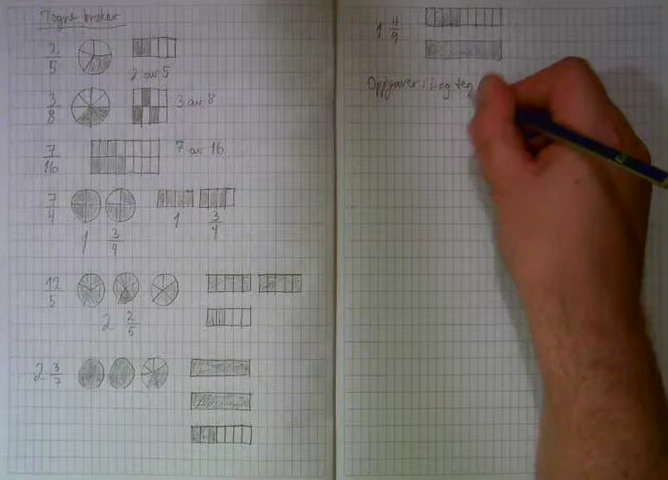 Tegne brøker
2/5
2 av 5
3/8
3 av 8
7/16
7 av 16
7/4
1 3/4
1 3/4
12/5
2 2/5
2 3/7
1 4/9
Oppgaver: Lag teg